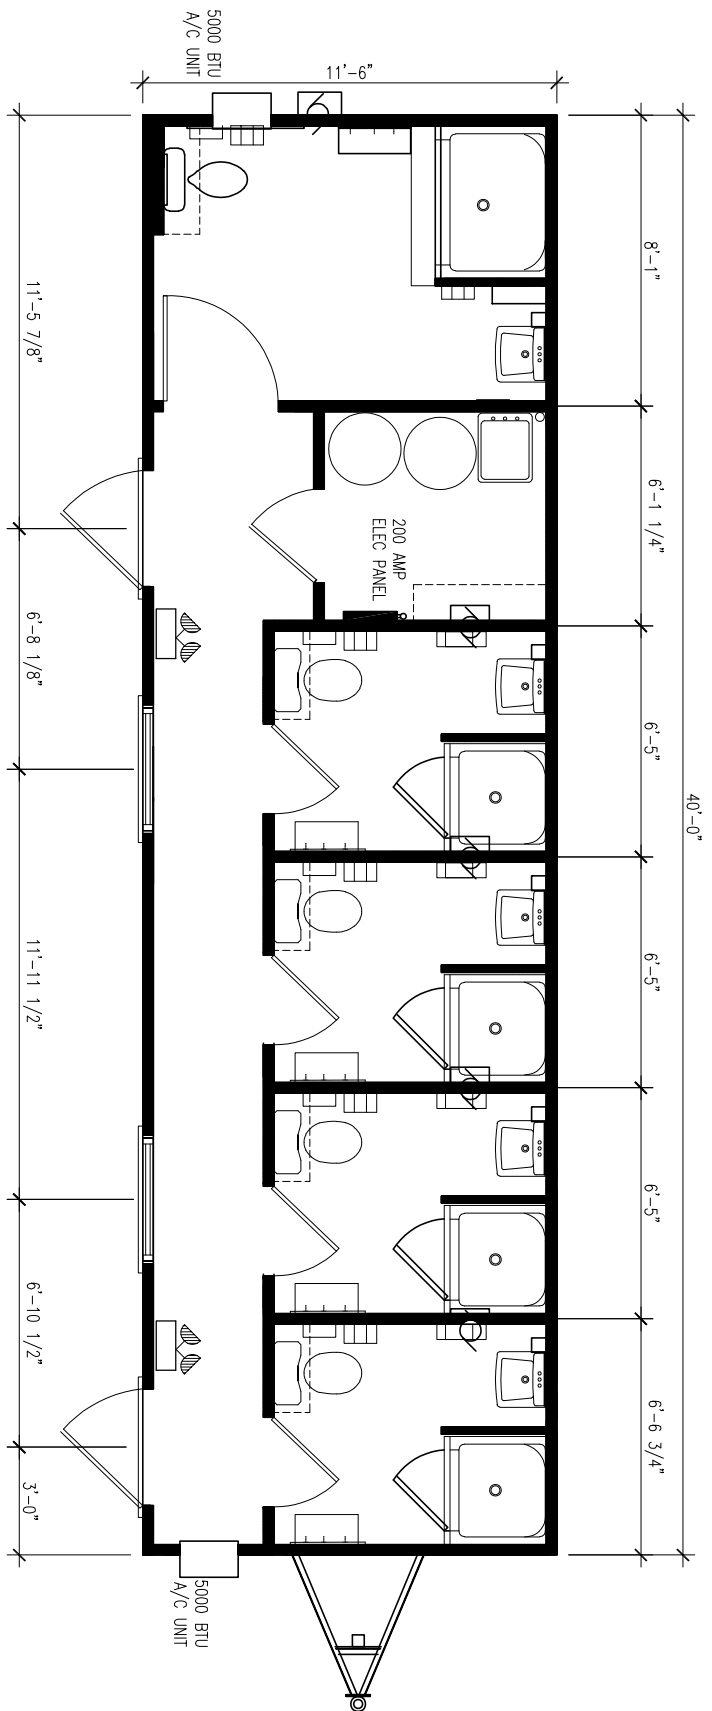 5000 BTU
A/C UNIT
11'-6"
40'-0"
8'-1"
6'-1 1/4"
6'-5"
6'-5"
6'-5"
6'-6 3/4"
200 AMP
ELEC PANEL
11'-5 7/8"
6'-8 1/8"
11'-11 1/2"
6'-10 1/2"
3'-0"
5000 BTU
A/C UNIT